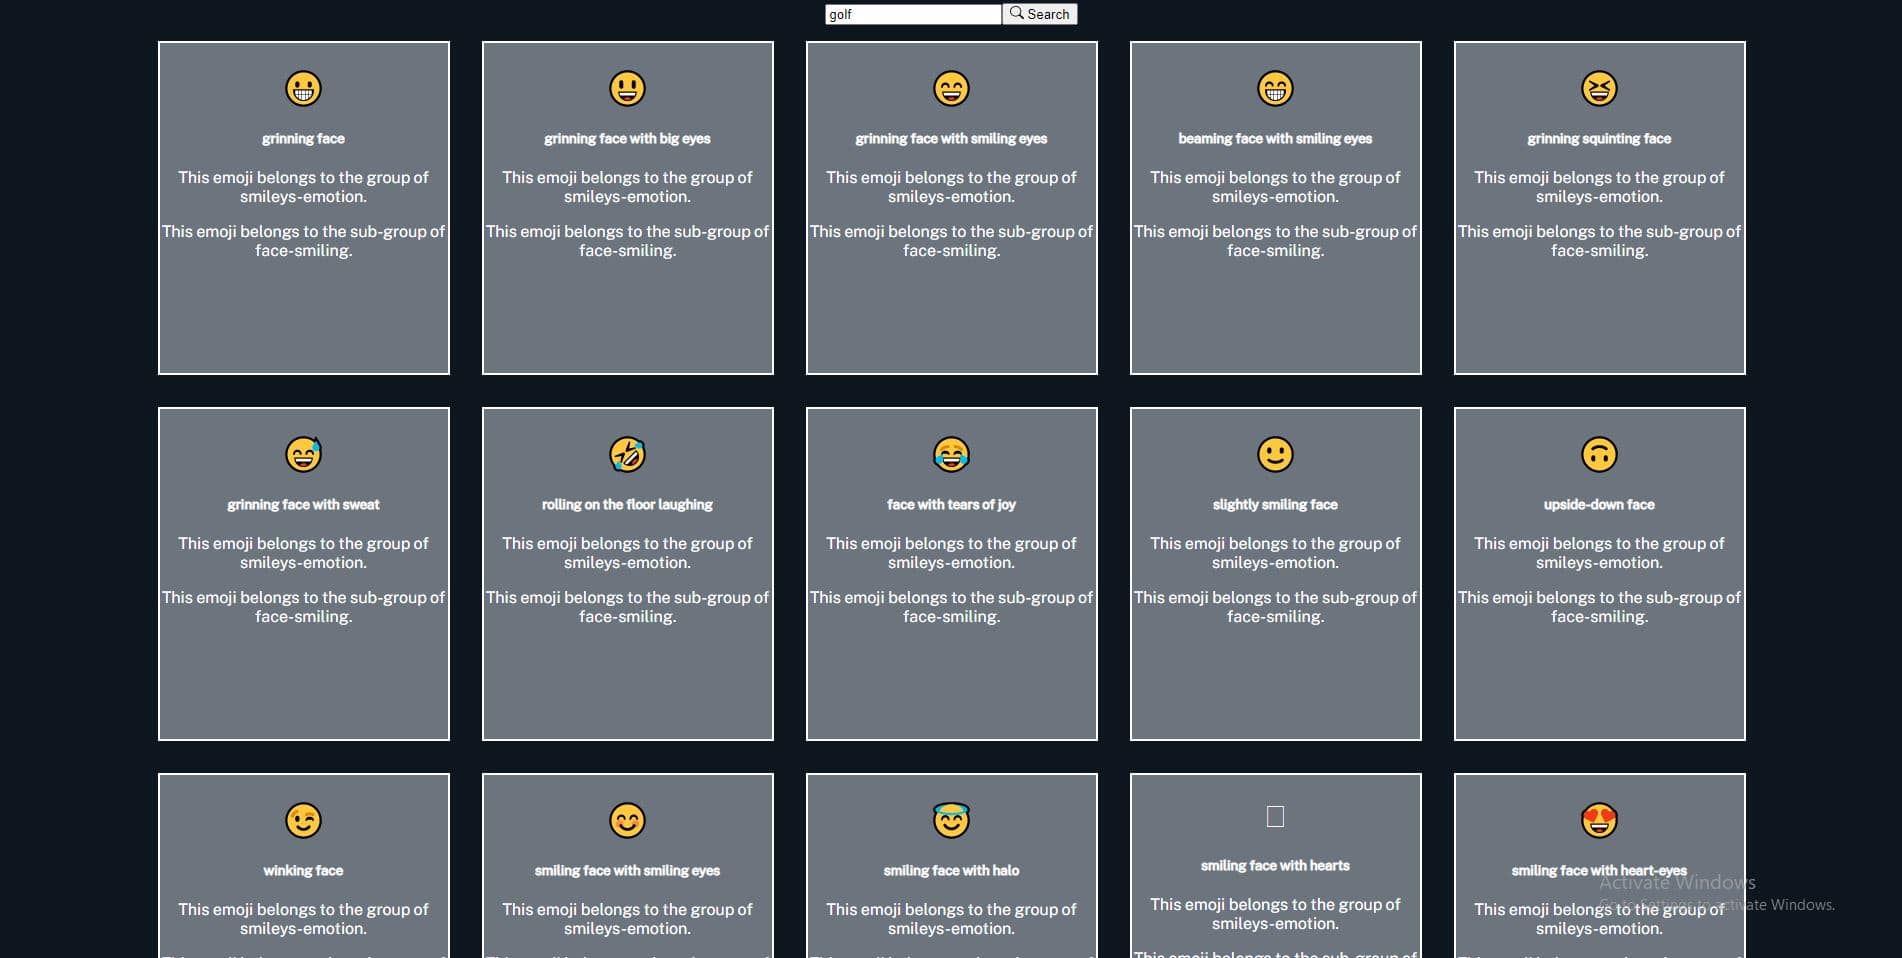 golf
Search
grinning face
This emoji belongs to the group of
smileys-emotion.
This emoji belongs to the sub-group of
face-smiling.
grinning face with big eyes
This emoji belongs to the group of
smileys-emotion.
This emoji belongs to the sub-group of
face-smiling.
grinning face with smiling eyes
This emoji belongs to the group of
smileys-emotion.
This emoji belongs to the sub-group of
face-smiling.
beaming face with smiling eyes
This emoji belongs to the group of
smileys-emotion.
This emoji belongs to the sub-group of
face-smiling.
grinning squinting face
This emoji belongs to the group of
smileys-emotion.
This emoji belongs to the sub-group of
face-smiling.
grinning face with sweat
This emoji belongs to the group of
smileys-emotion.
This emoji belongs to the sub-group of
face-smiling.
rolling on the floor laughing
This emoji belongs to the group of
smileys-emotion.
This emoji belongs to the sub-group of
face-smiling.
face with tears of joy
This emoji belongs to the group of
smileys-emotion.
This emoji belongs to the sub-group of
face-smiling.
slightly smiling face
This emoji belongs to the group of
smileys-emotion.
This emoji belongs to the sub-group of
face-smiling.
upside-down face
This emoji belongs to the group of
smileys-emotion.
This emoji belongs to the sub-group of
face-smiling.
winking face
This emoji belongs to the group of
smileys-emotion.
smiling face with smiling eyes
This emoji belongs to the group of
smileys-emotion.
smiling face with halo
This emoji belongs to the group of
smileys-emotion.
smiling face with hearts
This emoji belongs to the group of
smileys-emotion.
This emoji belongs to the sub-group of
smiling face with heart-eyes
This emoji belongs to the group of
smileys-emotion.
Activate Windows
Go to Settings to activate Windows.